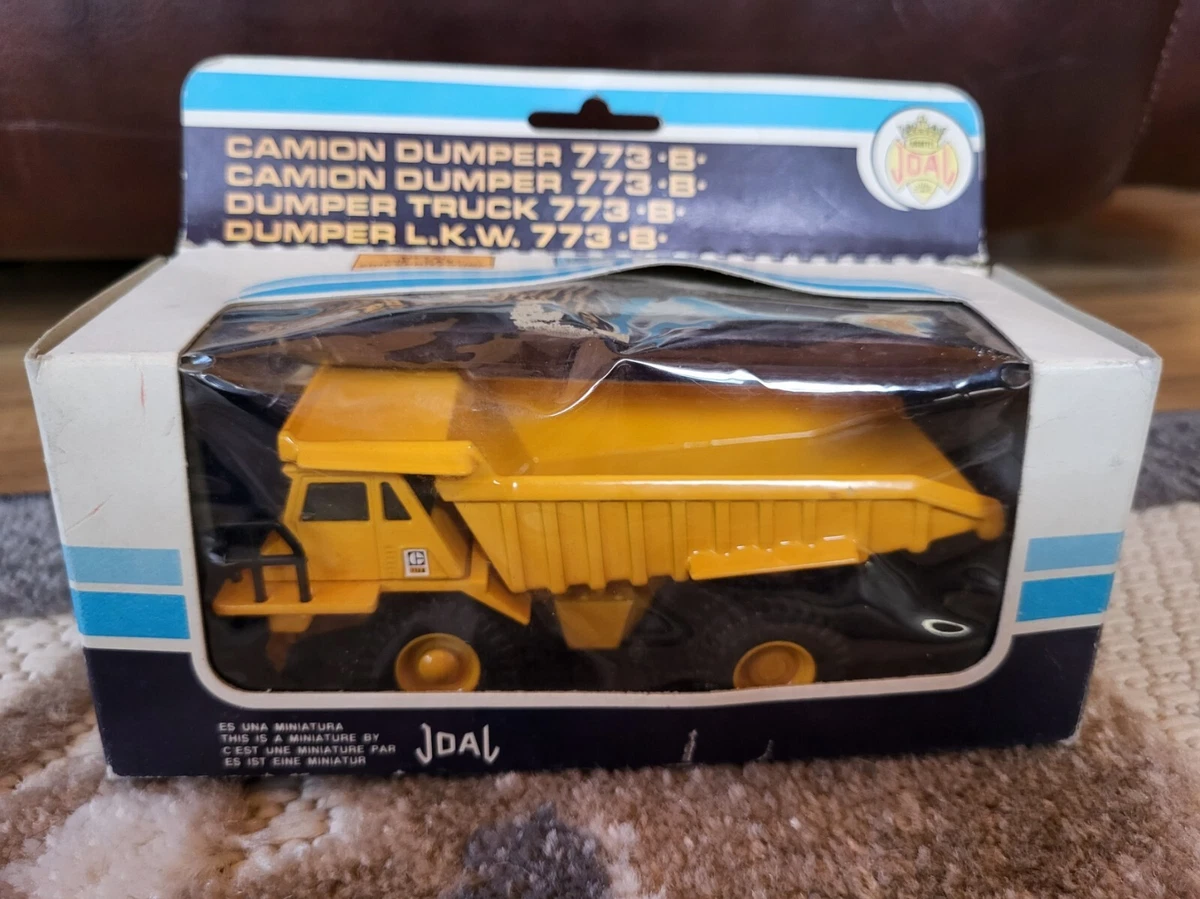 CAMION DUMPER 773 ·B·
CAMION DUMPER 773 ·B·
DUMPER TRUCK 773 ·B·
DUMPER L.K.W. 773 ·B·
JOAL
ES UNA MINIATURA
THIS IS A MINIATURE BY
C'EST UNE MINIATURE PAR
ES IST EINE MINIATUR
JOAL